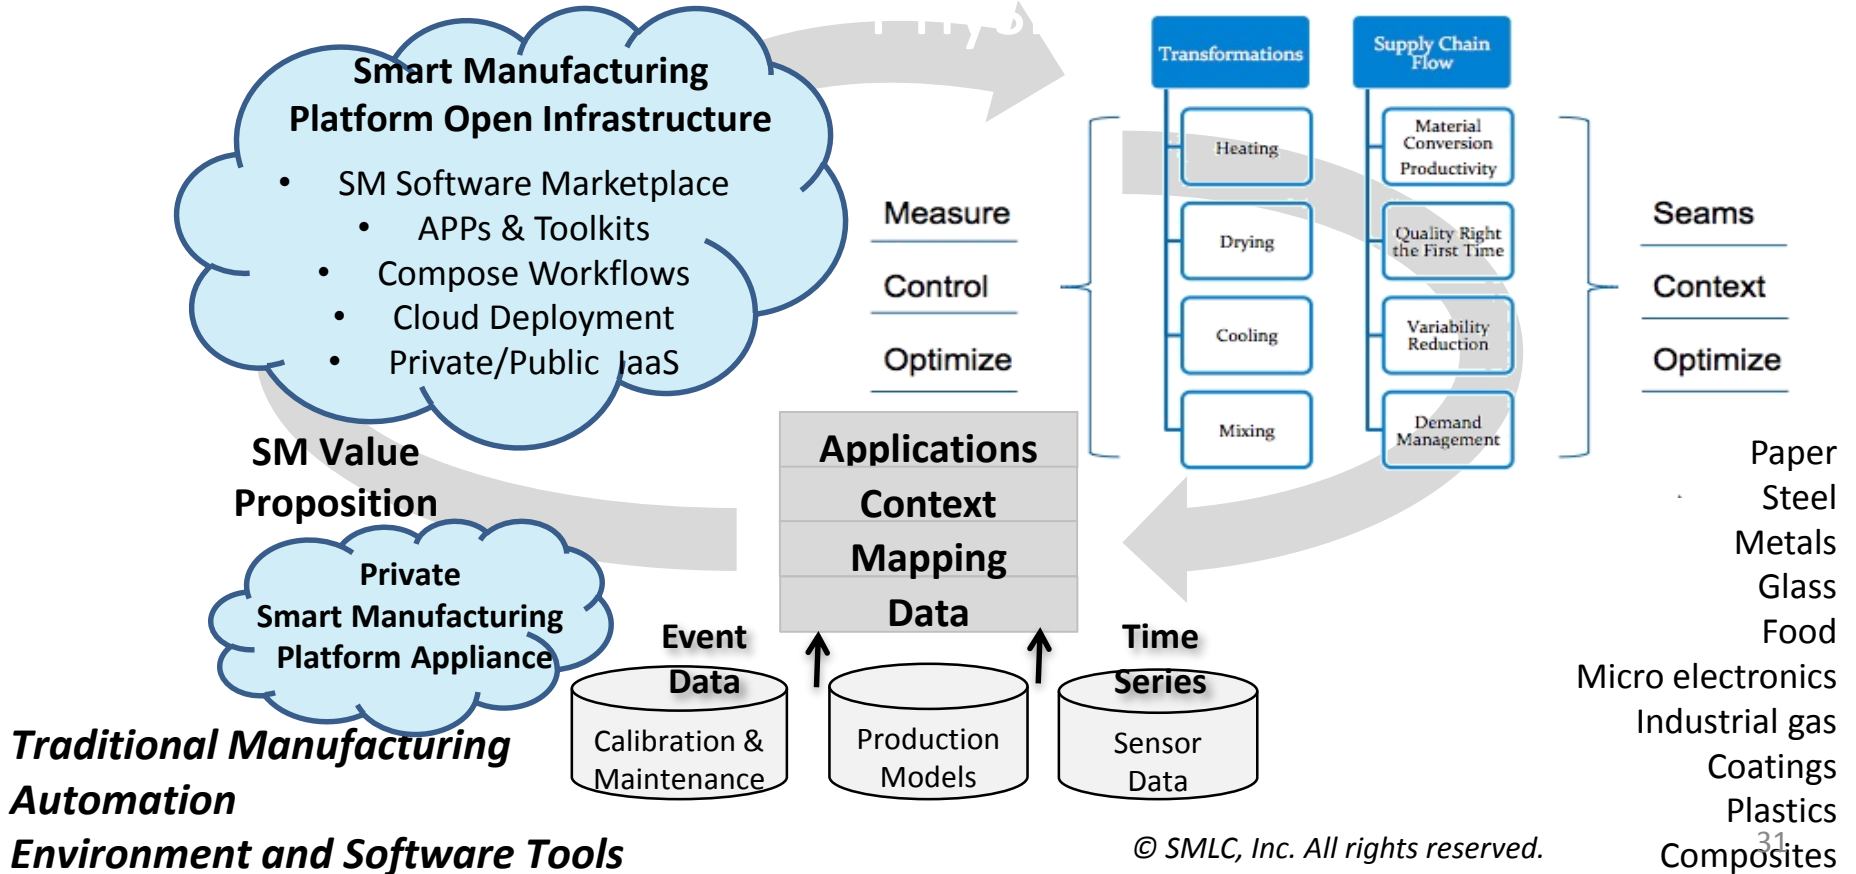 Smart Manufacturing
Platform Open Infrastructure
• SM Software Marketplace
• APPs & Toolkits
• Compose Workflows
• Cloud Deployment
• Private/Public IaaS
SM Value
Proposition
Private
Smart Manufacturing
Platform Appliance
Traditional Manufacturing
Automation
Environment and Software Tools
Measure
Control
Optimize
Transformations
Heating
Drying
Cooling
Mixing
Supply Chain
Flow
Material
Conversion
Productivity
Quality Right
the First Time
Variability
Reduction
Demand
Management
Seams
Context
Optimize
Applications
Context
Mapping
Data
Event
Data
Time
Series
Calibration &
Maintenance
Production
Models
Sensor
Data
Paper
Steel
Metals
Glass
Food
Micro electronics
Industrial gas
Coatings
Plastics
Composites
© SMLC, Inc. All rights reserved.
31